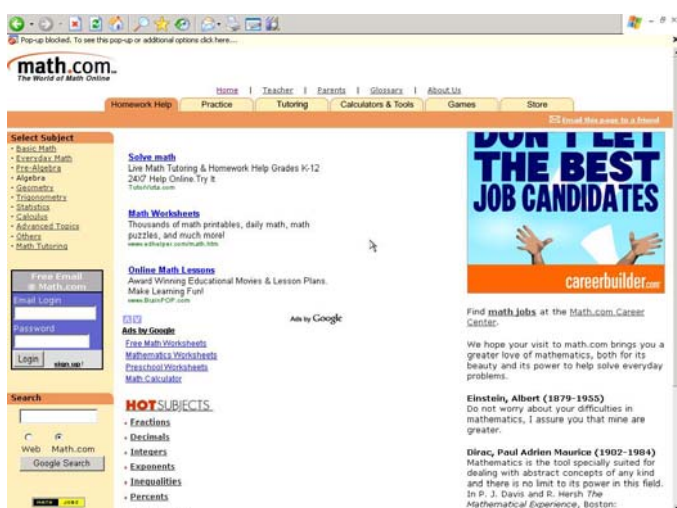 Pop-up blocked. To see this pop-up or additional options click here...
math.com
The World of Math Online
Home | Teacher | Parents | Glossary | About Us
Homework Help Practice Tutoring Calculators & Tools Games Store
Email this page to a friend
Select Subject
Basic Math
Everyday Math
Pre-Algebra
Algebra
Geometry
Trigonometry
Statistics
Calculus
Advanced Topics
Others
Math Tutoring
Free Email
@ Math.com
Email Login
Password
Login sign up!
Search
Web Math.com
Google Search
MATH JOBS
Solve math
Live Math Tutoring & Homework Help Grades K-12
24X7 Help Online.Try It
TutorVista.com
Math Worksheets
Thousands of math printables, daily math, math
puzzles, and much more!
www.edhelper.com/math.htm
Online Math Lessons
Award Winning Educational Movies & Lesson Plans.
Make Learning Fun!
www.BrainPOP.com
Ads by Google
Ads by Google
Free Math Worksheets
Mathematics Worksheets
Preschool Worksheets
Math Calculator
HOTSUBJECTS
Fractions
Decimals
Integers
Exponents
Inequalities
Percents
DON'T LET
THE BEST
JOB CANDIDATES
careerbuilder.com
Find math jobs at the Math.com Career
Center.
We hope your visit to math.com brings you a
greater love of mathematics, both for its
beauty and its power to help solve everyday
problems.
Einstein, Albert (1879-1955)
Do not worry about your difficulties in
mathematics, I assure you that mine are
greater.
Dirac, Paul Adrien Maurice (1902-1984)
Mathematics is the tool specially suited for
dealing with abstract concepts of any kind
and there is no limit to its power in this field.
In P. J. Davis and R. Hersh The
Mathematical Experience, Boston: